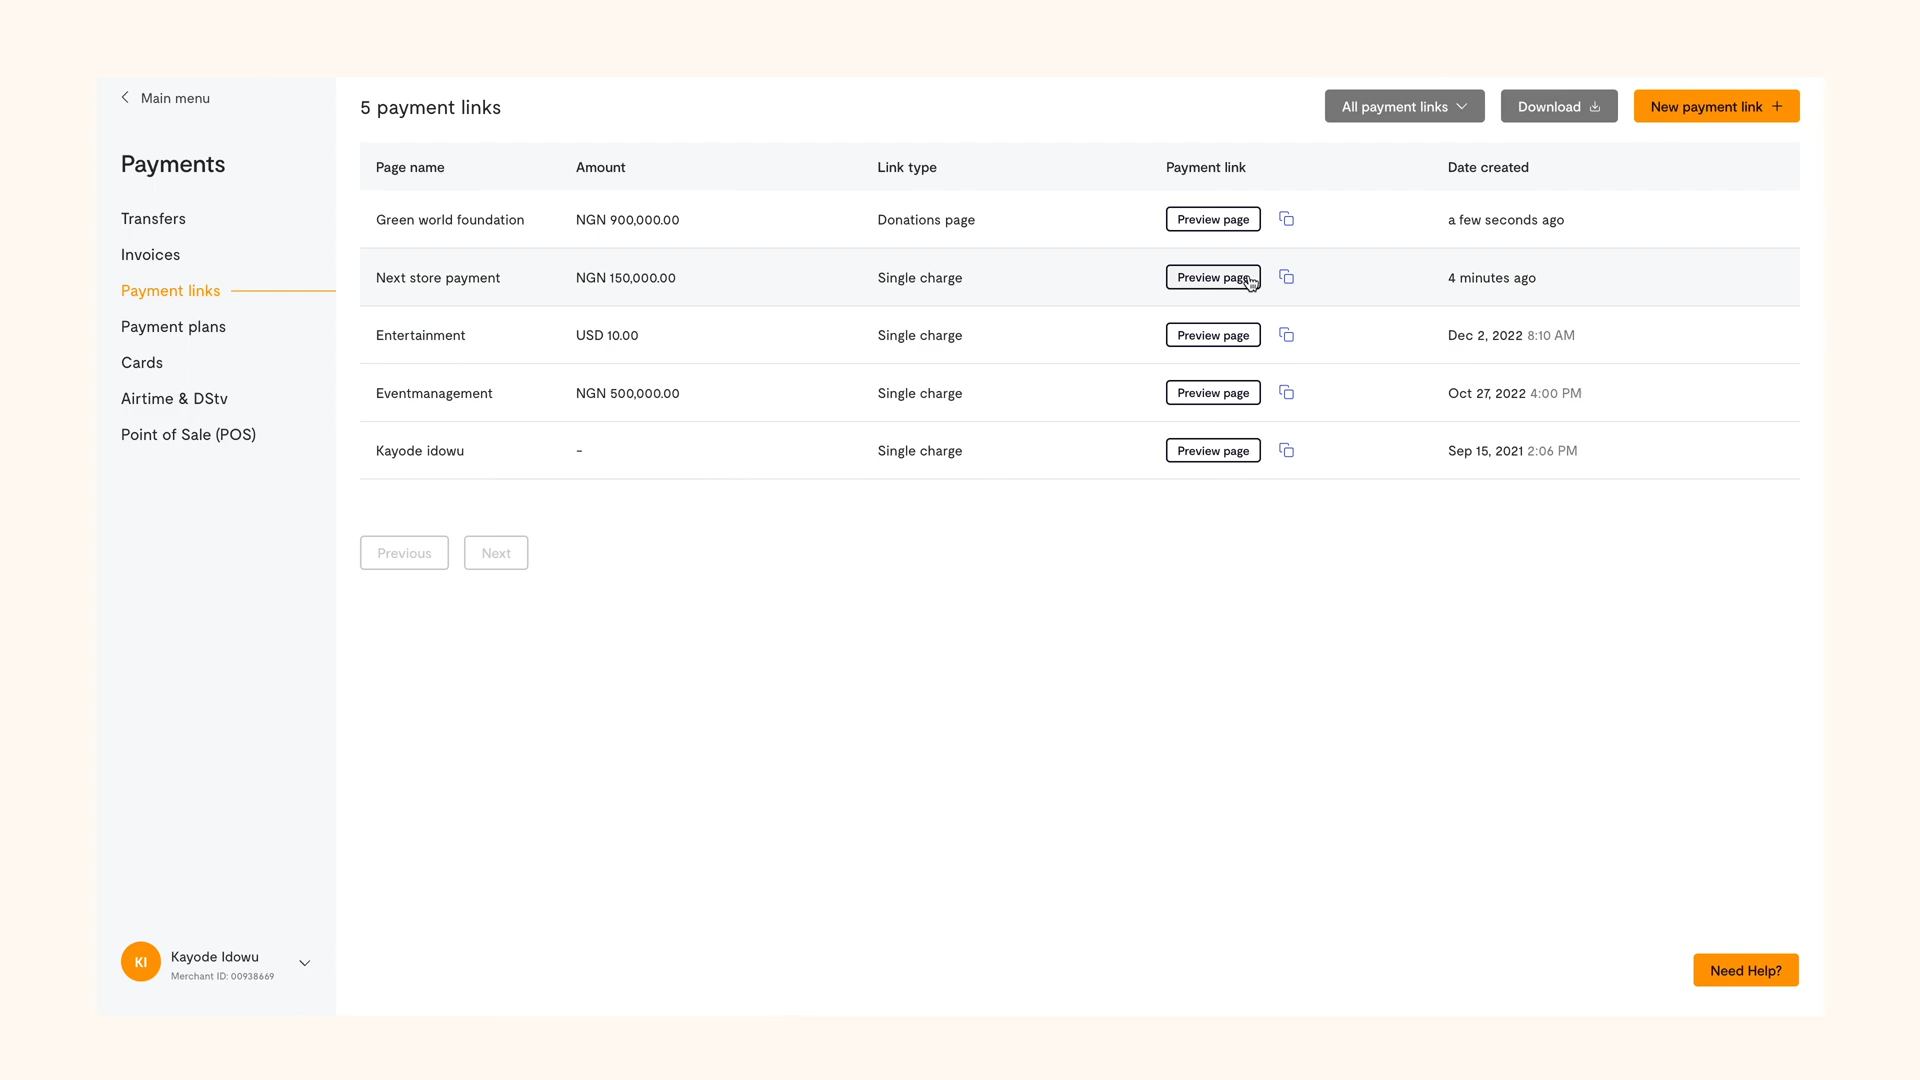 Main menu
5 payment links
All payment links
Download
New payment link
Payments
Page name Amount Link type Payment link Date created
Transfers
Green world foundation NGN 900,000.00 Donations page Preview page a few seconds ago
Invoices
Next store payment NGN 150,000.00 Single charge Preview page 4 minutes ago
Payment links
Payment plans
Entertainment USD 10.00 Single charge Preview page Dec 2, 2022 8:10 AM
Cards
Airtime & DStv
Eventmanagement NGN 500,000.00 Single charge Preview page Oct 27, 2022 4:00 PM
Point of Sale (POS)
Kayode idowu - Single charge Preview page Sep 15, 2021 2:06 PM
Previous
Next
KI
Kayode Idowu
Merchant ID: 00938669
Need Help?